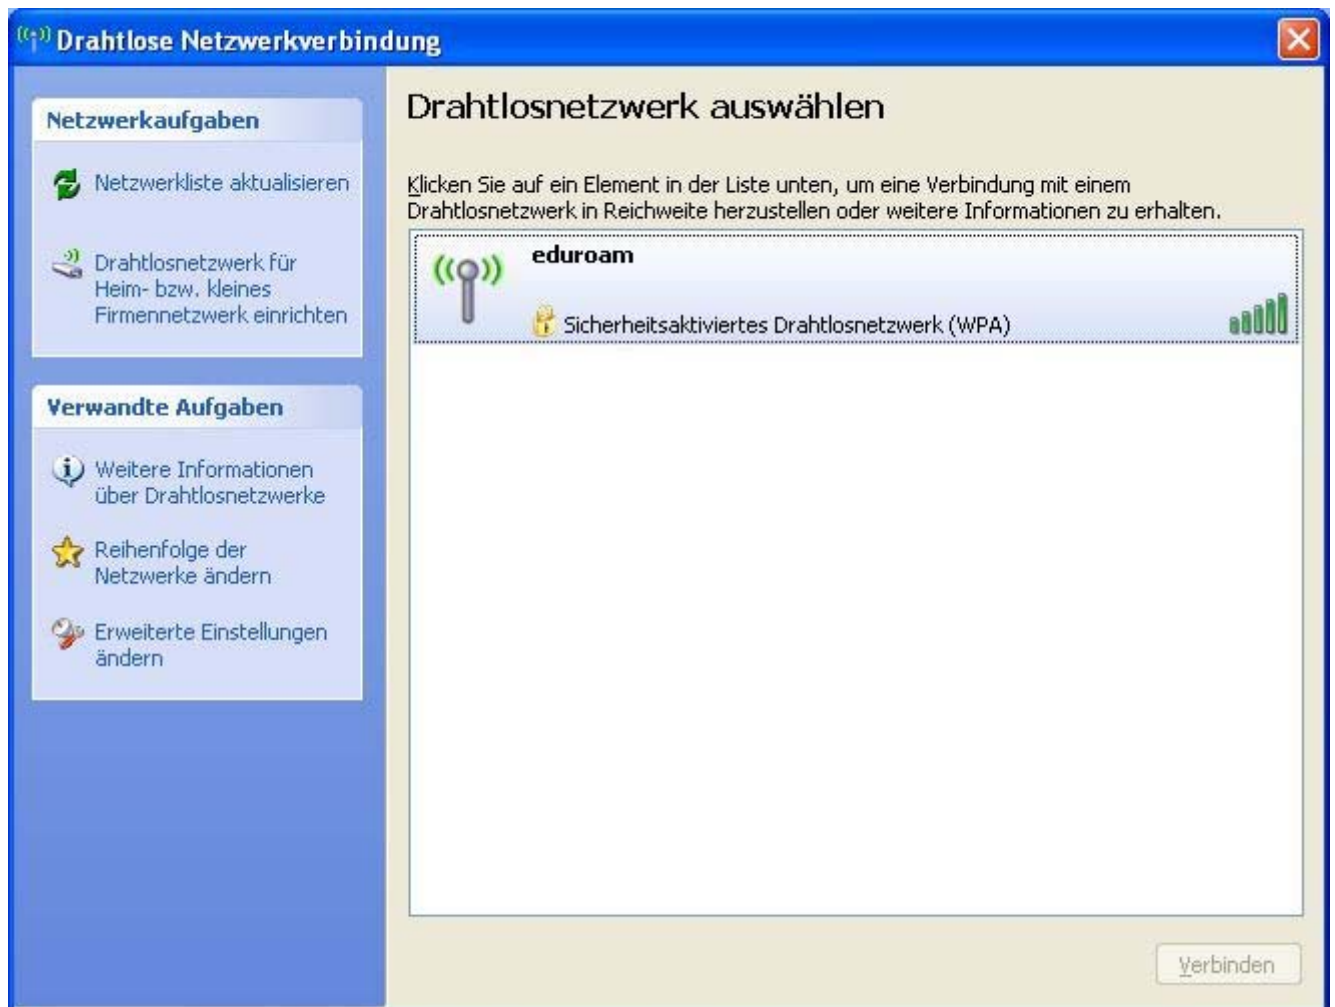 Drahtlose Netzwerkverbindung
Netzwerkaufgaben
Netzwerkliste aktualisieren
Drahtlosnetzwerk für
Heim- bzw. kleines
Firmennetzwerk einrichten
Verwandte Aufgaben
Weitere Informationen
über Drahtlosnetzwerke
Reihenfolge der
Netzwerke ändern
Erweiterte Einstellungen
ändern
Drahtlosnetzwerk auswählen
Klicken Sie auf ein Element in der Liste unten, um eine Verbindung mit einem
Drahtlosnetzwerk in Reichweite herzustellen oder weitere Informationen zu erhalten.
eduroam
Sicherheitsaktiviertes Drahtlosnetzwerk (WPA)
Verbinden